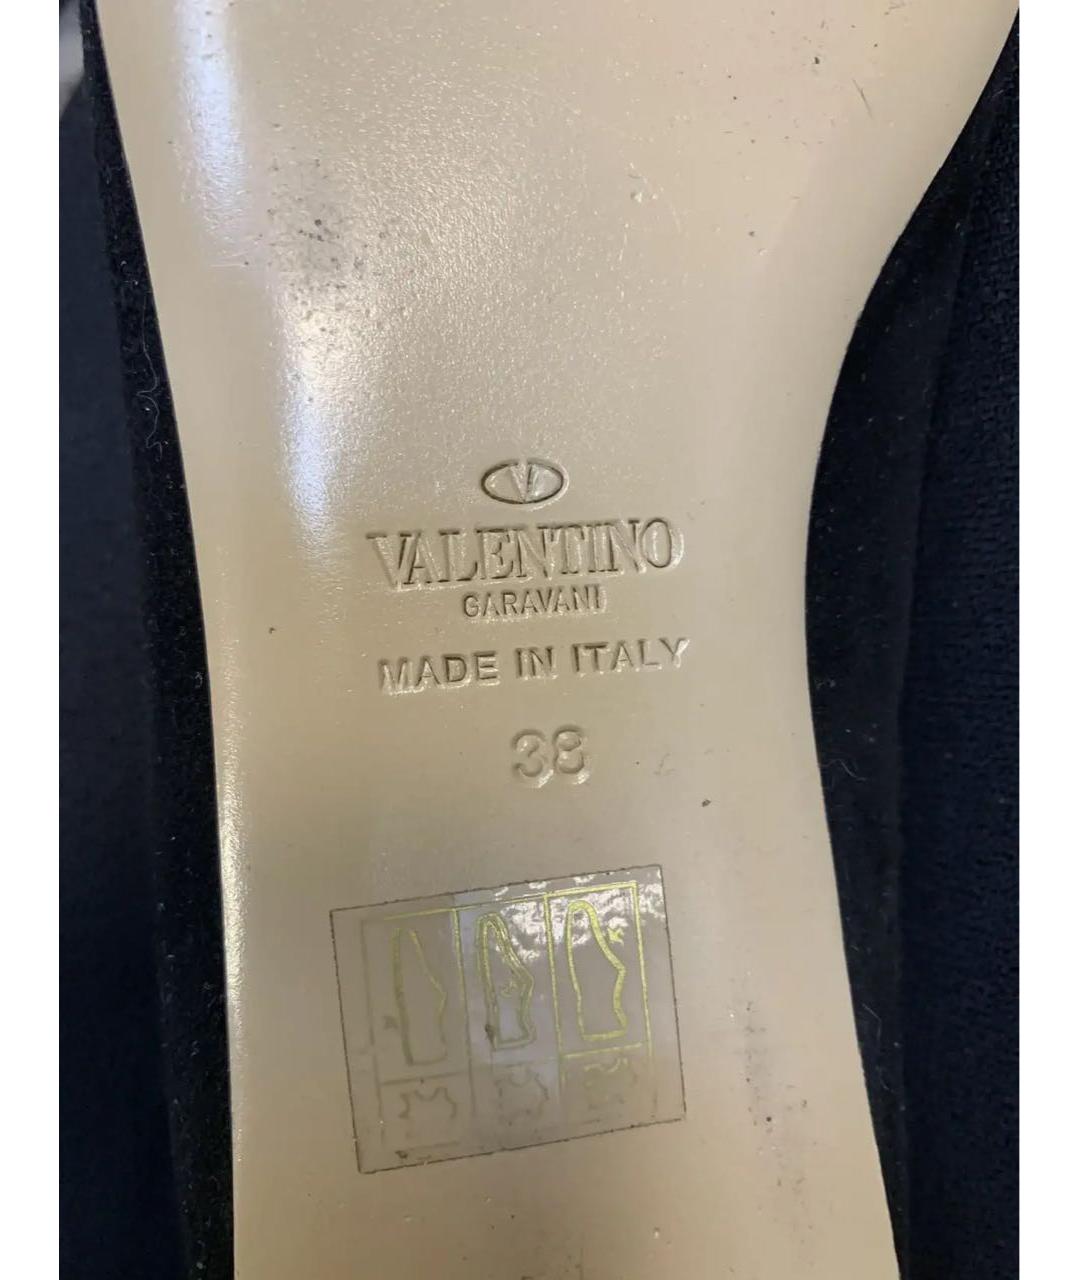 V
VALENTINO
GARAVANI
MADE IN ITALY
38